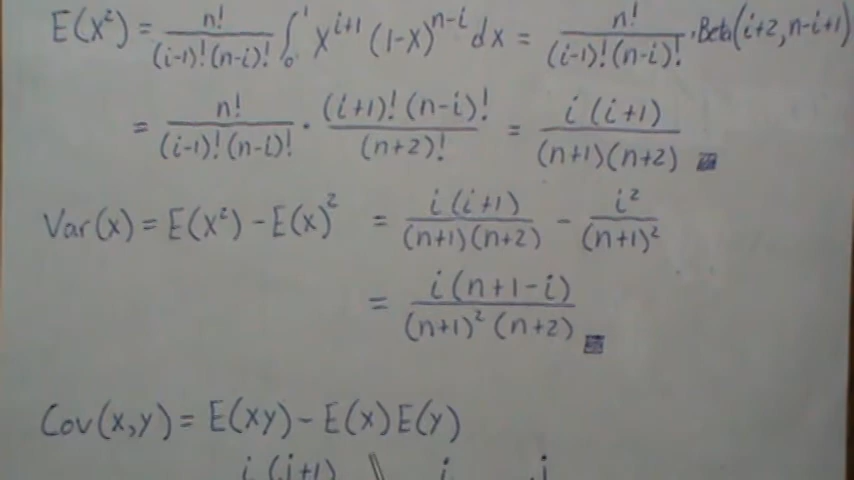 E(x²) = n!/(i-1)!(n-i)! ∫₀¹ x^{i+1} (1-x)^{n-i} dx = n!/(i-1)!(n-i)! · Beta(i+2, n-i+1)
= n!/(i-1)!(n-i)! · (i+1)!(n-i)!/(n+2)! = i(i+1)/(n+1)(n+2)
Var(x) = E(x²) - E(x)² = i(i+1)/(n+1)(n+2) - i²/(n+1)²
= i(n+1-i)/(n+1)²(n+2)
Cov(x,y) = E(xy) - E(x)E(y)
i(j+1) i j